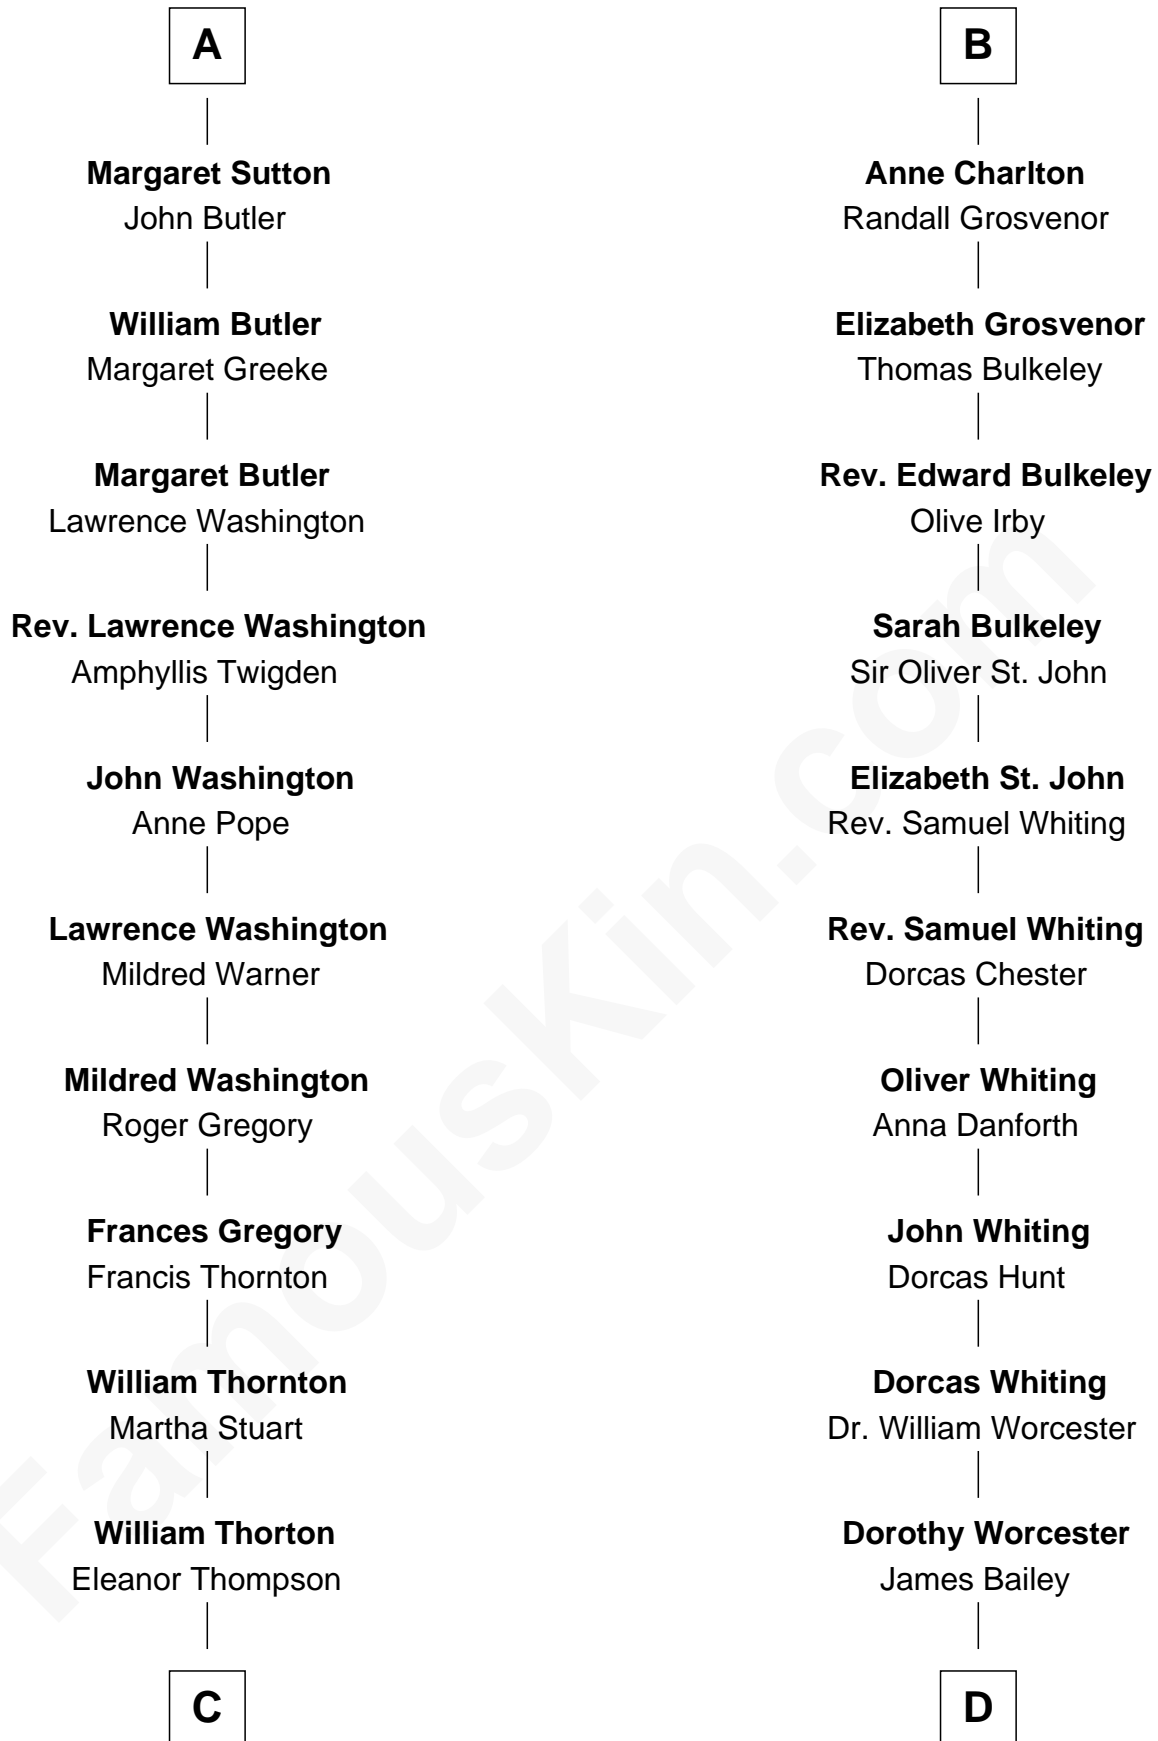 A
Margaret Sutton
John Butler
William Butler
Margaret Greeke
Margaret Butler
Lawrence Washington
Rev. Lawrence Washington
Amphyllis Twigden
John Washington
Anne Pope
Lawrence Washington
Mildred Warner
Mildred Washington
Roger Gregory
Frances Gregory
Francis Thornton
William Thornton
Martha Stuart
William Thorton
Eleanor Thompson
C
B
Anne Charlton
Randall Grosvenor
Elizabeth Grosvenor
Thomas Bulkeley
Rev. Edward Bulkeley
Olive Irby
Sarah Bulkeley
Sir Oliver St. John
Elizabeth St. John
Rev. Samuel Whiting
Rev. Samuel Whiting
Dorcas Chester
Oliver Whiting
Anna Danforth
John Whiting
Dorcas Hunt
Dorcas Whiting
Dr. William Worcester
Dorothy Worcester
James Bailey
D
FamousKin.com